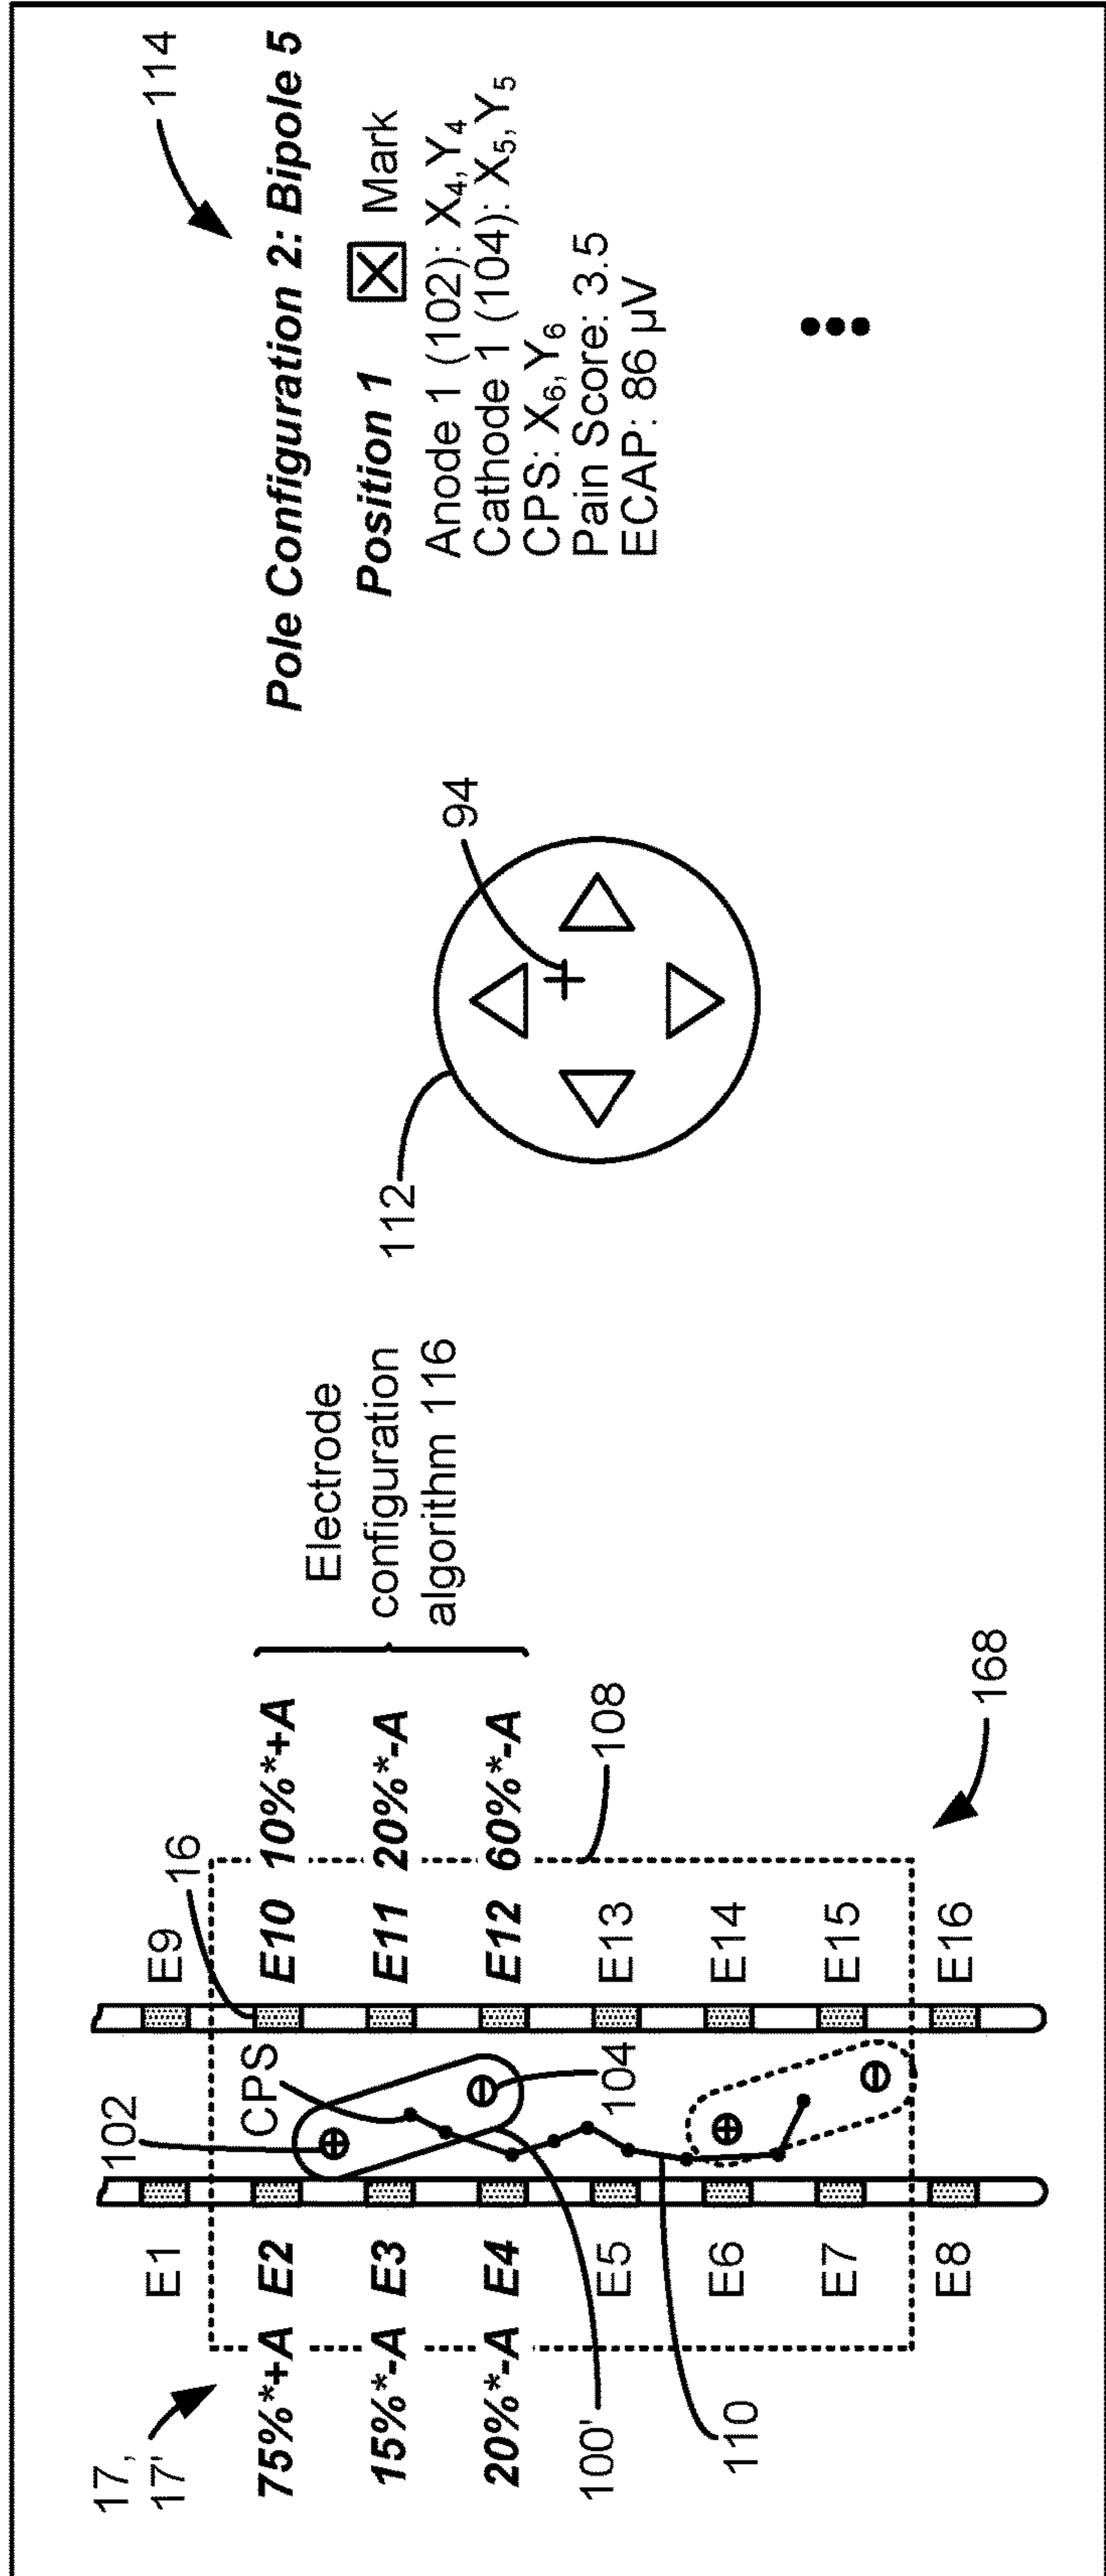 17,
17'
102
CPS
16
E1
E9
75%*+A E2
E10 10%*+A
15%*-A E3
E11 20%*-A
20%*-A E4
E12 60%*-A
E5
E13
E6
E14
E7
E15
E8
E16
104
100'
110
108
168
Electrode
configuration
algorithm 116
112
94
114
Pole Configuration 2: Bipole 5
Position 1 Mark
Anode 1 (102): X₄,Y₄
Cathode 1 (104): X₅,Y₅
CPS: X₆,Y₆
Pain Score: 3.5
ECAP: 86 µV